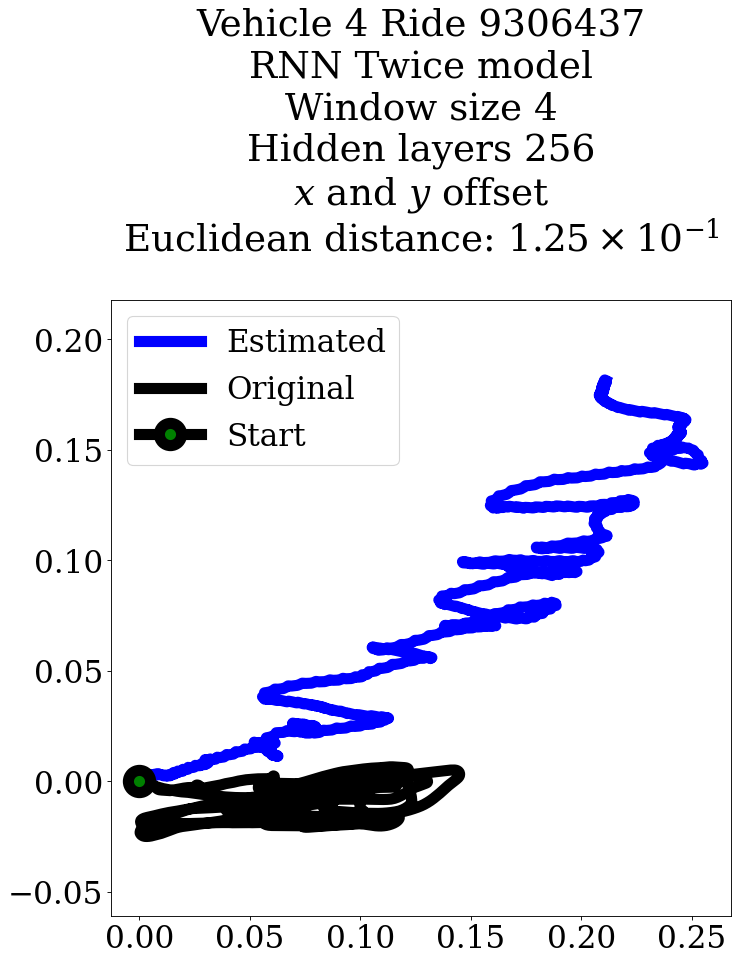 Vehicle 4 Ride 9306437
RNN Twice model
Window size 4
Hidden layers 256
x and y offset
Euclidean distance: 1.25 × 10⁻¹
Estimated
Original
Start
0.20
0.15
0.10
0.05
0.00
−0.05
0.00 0.05 0.10 0.15 0.20 0.25